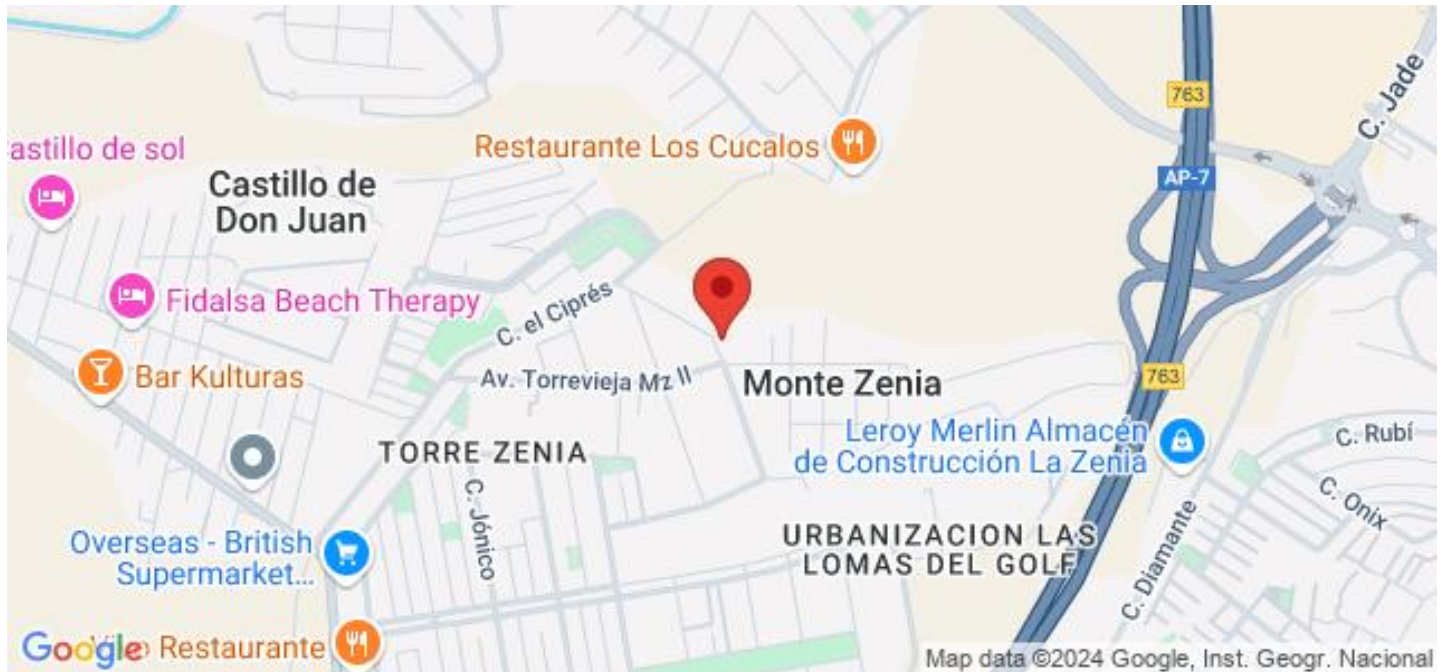 763
C. Jade
Restaurante Los Cucalos
astillo de sol
AP-7
Castillo de
Don Juan
Fidalsa Beach Therapy
C. el Ciprés
Bar Kulturas
Av. Torrevieja Mz II
Monte Zenia
763
Leroy Merlin Almacén
de Construcción La Zenia
C. Rubí
TORRE ZENIA
C. Jónico
C. Onix
Overseas - British
Supermarket...
URBANIZACION LAS
LOMAS DEL GOLF
C. Diamante
Google
Restaurante
Map data ©2024 Google, Inst. Geogr. Nacional